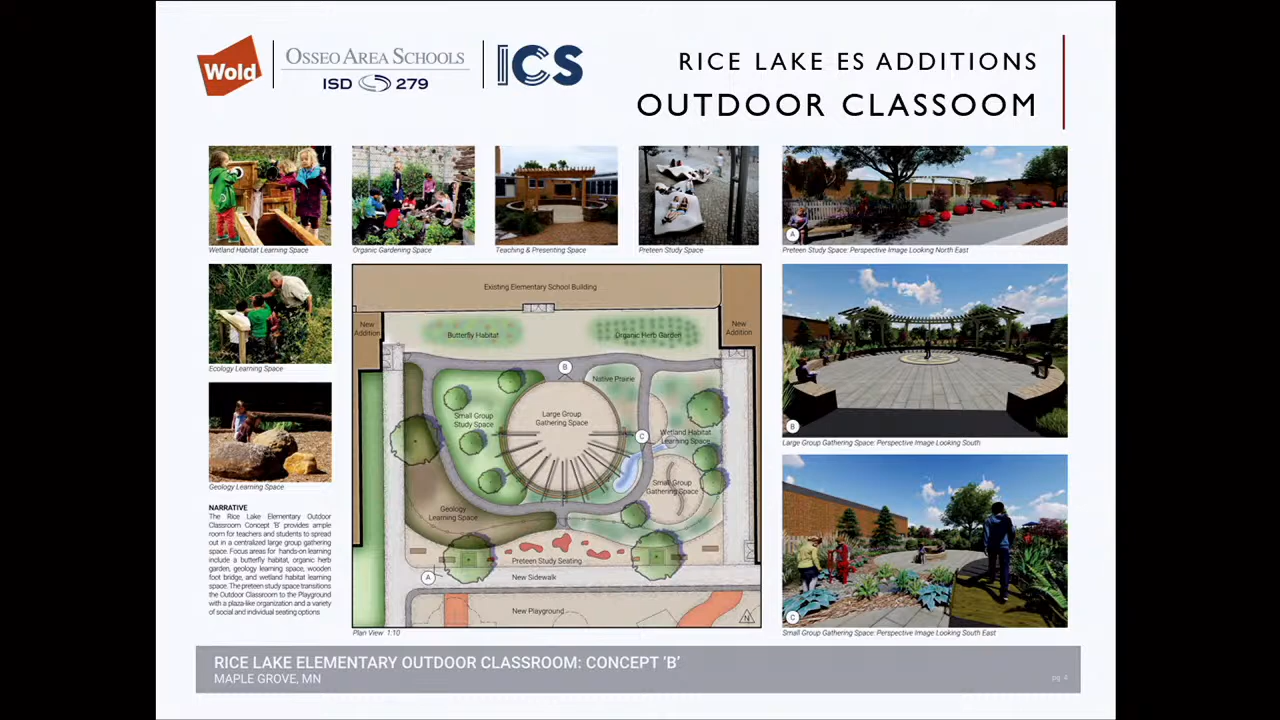 Wold
OSSEO AREA SCHOOLS
ISD 279
ICS
RICE LAKE ES ADDITIONS
OUTDOOR CLASSOOM
Wetland Habitat Learning Space
Organic Gardening Space
Teaching & Presenting Space
Preteen Study Space
A
Preteen Study Space: Perspective Image Looking North East
Ecology Learning Space
Geology Learning Space
NARRATIVE
The Rice Lake Elementary Outdoor
Classroom Concept 'B' provides ample
room for teachers and students to spread
out in a centralized large group gathering
space. Focus areas for hands-on learning
include a butterfly habitat, organic herb
garden, geology learning space, wooden
foot bridge, and wetland habitat learning
space. The preteen study space transitions
the Outdoor Classroom to the Playground
with a plaza-like organization and a variety
of social and individual seating options
Existing Elementary School Building
New
Addition
New
Addition
Butterfly Habitat
Organic Herb Garden
B
Native Prairie
Small Group
Study Space
Large Group
Gathering Space
C
Wetland Habitat
Learning Space
Small Group
Gathering Space
Geology
Learning Space
Preteen Study Seating
A
New Sidewalk
New Playground
N
Plan View 1:10
B
Large Group Gathering Space: Perspective Image Looking South
C
Small Group Gathering Space: Perspective Image Looking South East
RICE LAKE ELEMENTARY OUTDOOR CLASSROOM: CONCEPT 'B'
MAPLE GROVE, MN
pg 4